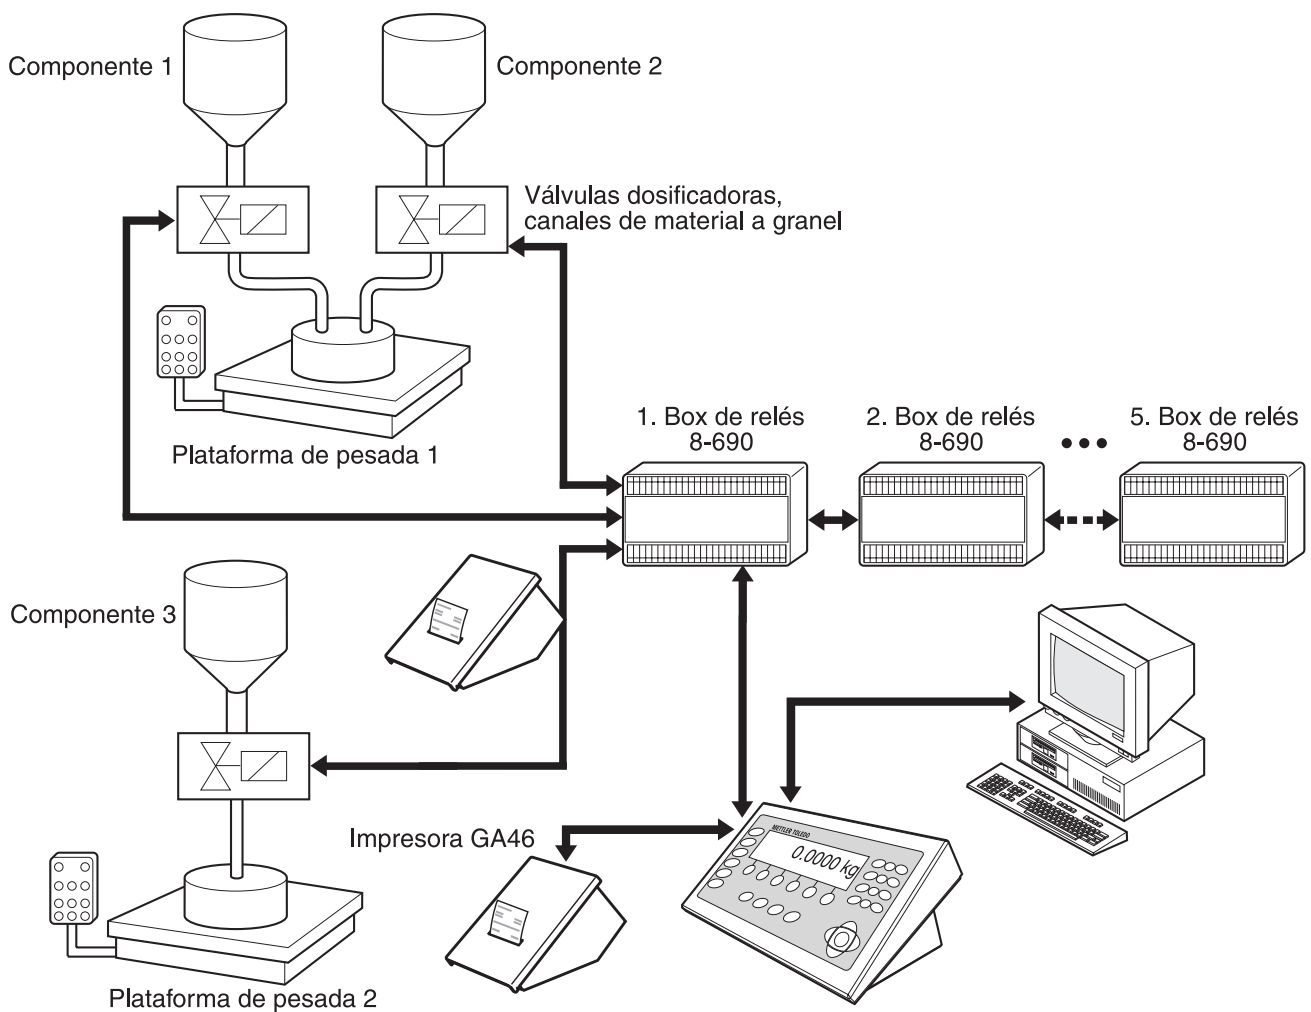 Componente 1
Componente 2
Válvulas dosificadoras,
canales de material a granel
Plataforma de pesada 1
1. Box de relés
8-690
2. Box de relés
8-690
5. Box de relés
8-690
Componente 3
Impresora GA46
METTLER TOLEDO
0.0000 kg
Plataforma de pesada 2